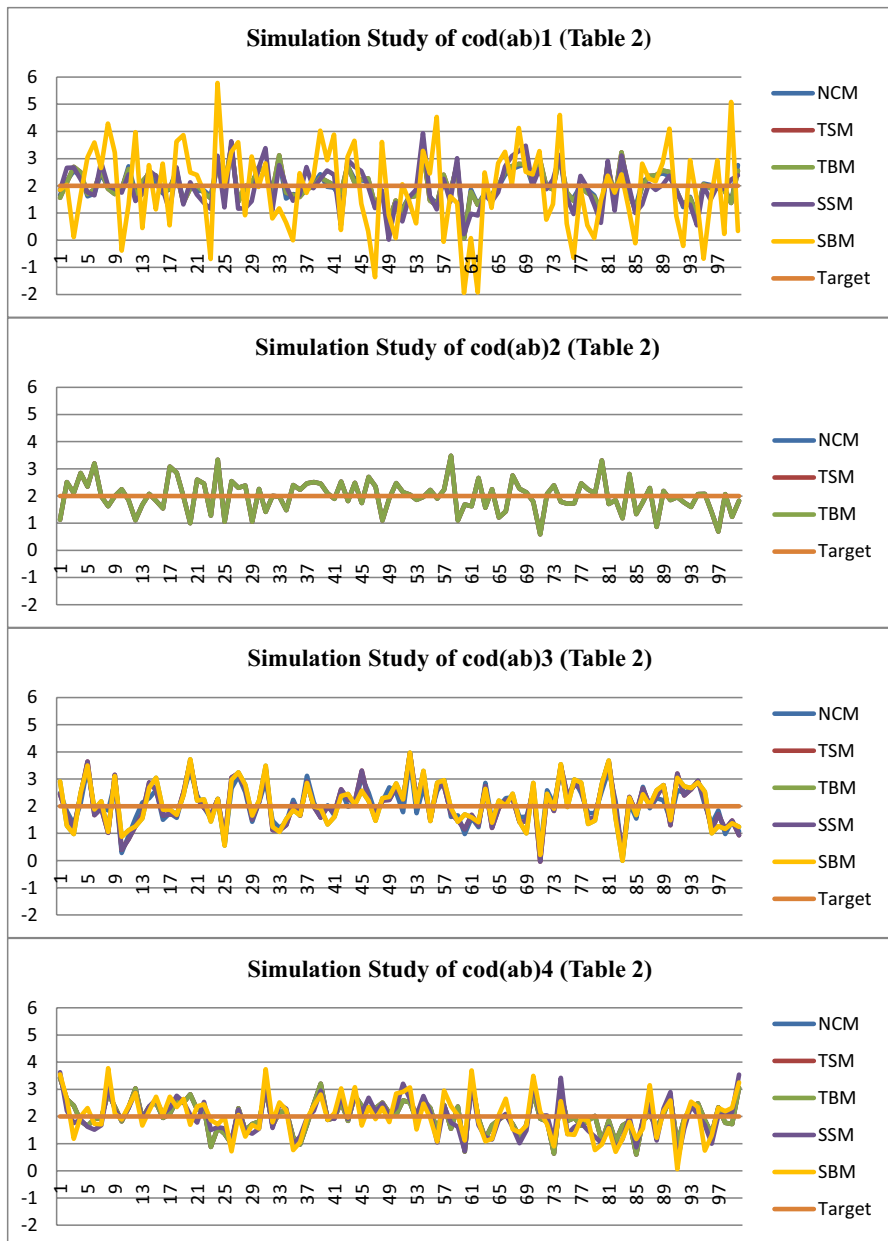 Simulation Study of cod(ab)1 (Table 2)
6
5
4
3
2
1
0
-1
-2
1 5 9 13 17 21 25 29 33 37 41 45 49 53 57 61 65 69 73 77 81 85 89 93 97
NCM
TSM
TBM
SSM
SBM
Target
Simulation Study of cod(ab)2 (Table 2)
6
5
4
3
2
1
0
-1
-2
1 5 9 13 17 21 25 29 33 37 41 45 49 53 57 61 65 69 73 77 81 85 89 93 97
NCM
TSM
TBM
Target
Simulation Study of cod(ab)3 (Table 2)
6
5
4
3
2
1
0
-1
-2
1 5 9 13 17 21 25 29 33 37 41 45 49 53 57 61 65 69 73 77 81 85 89 93 97
NCM
TSM
TBM
SSM
SBM
Target
Simulation Study of cod(ab)4 (Table 2)
6
5
4
3
2
1
0
-1
-2
1 5 9 13 17 21 25 29 33 37 41 45 49 53 57 61 65 69 73 77 81 85 89 93 97
NCM
TSM
TBM
SSM
SBM
Target